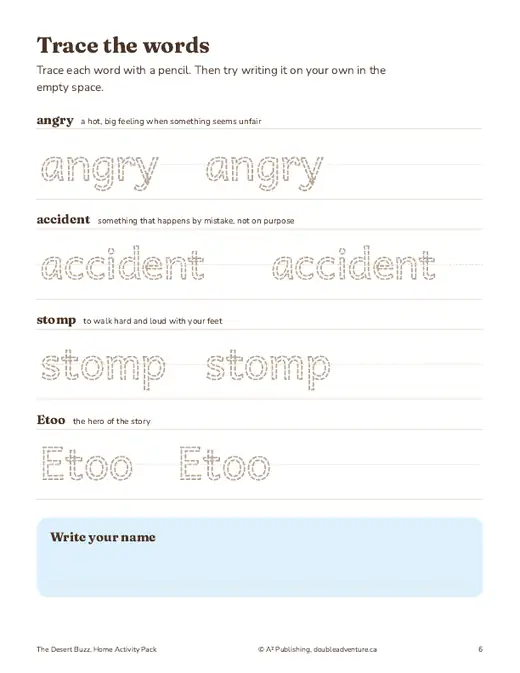 Trace the words
Trace each word with a pencil. Then try writing it on your own in the
empty space.
angry a hot, big feeling when something seems unfair
angry angry
accident something that happens by mistake, not on purpose
accident accident
stomp to walk hard and loud with your feet
stomp stomp
Etoo the hero of the story
Etoo Etoo
Write your name
The Desert Buzz. Home Activity Pack © A² Publishing, doubleadventure.ca 6